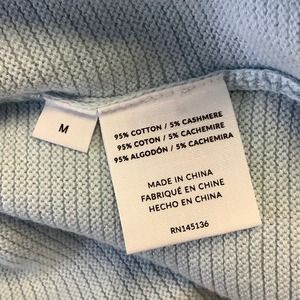 M
95% COTTON / 5% CASHMERE
95% COTON / 5% CACHEMIRE
95% ALGODÓN / 5% CACHEMIRA
MADE IN CHINA
FABRIQUÉ EN CHINE
HECHO EN CHINA
RN145136